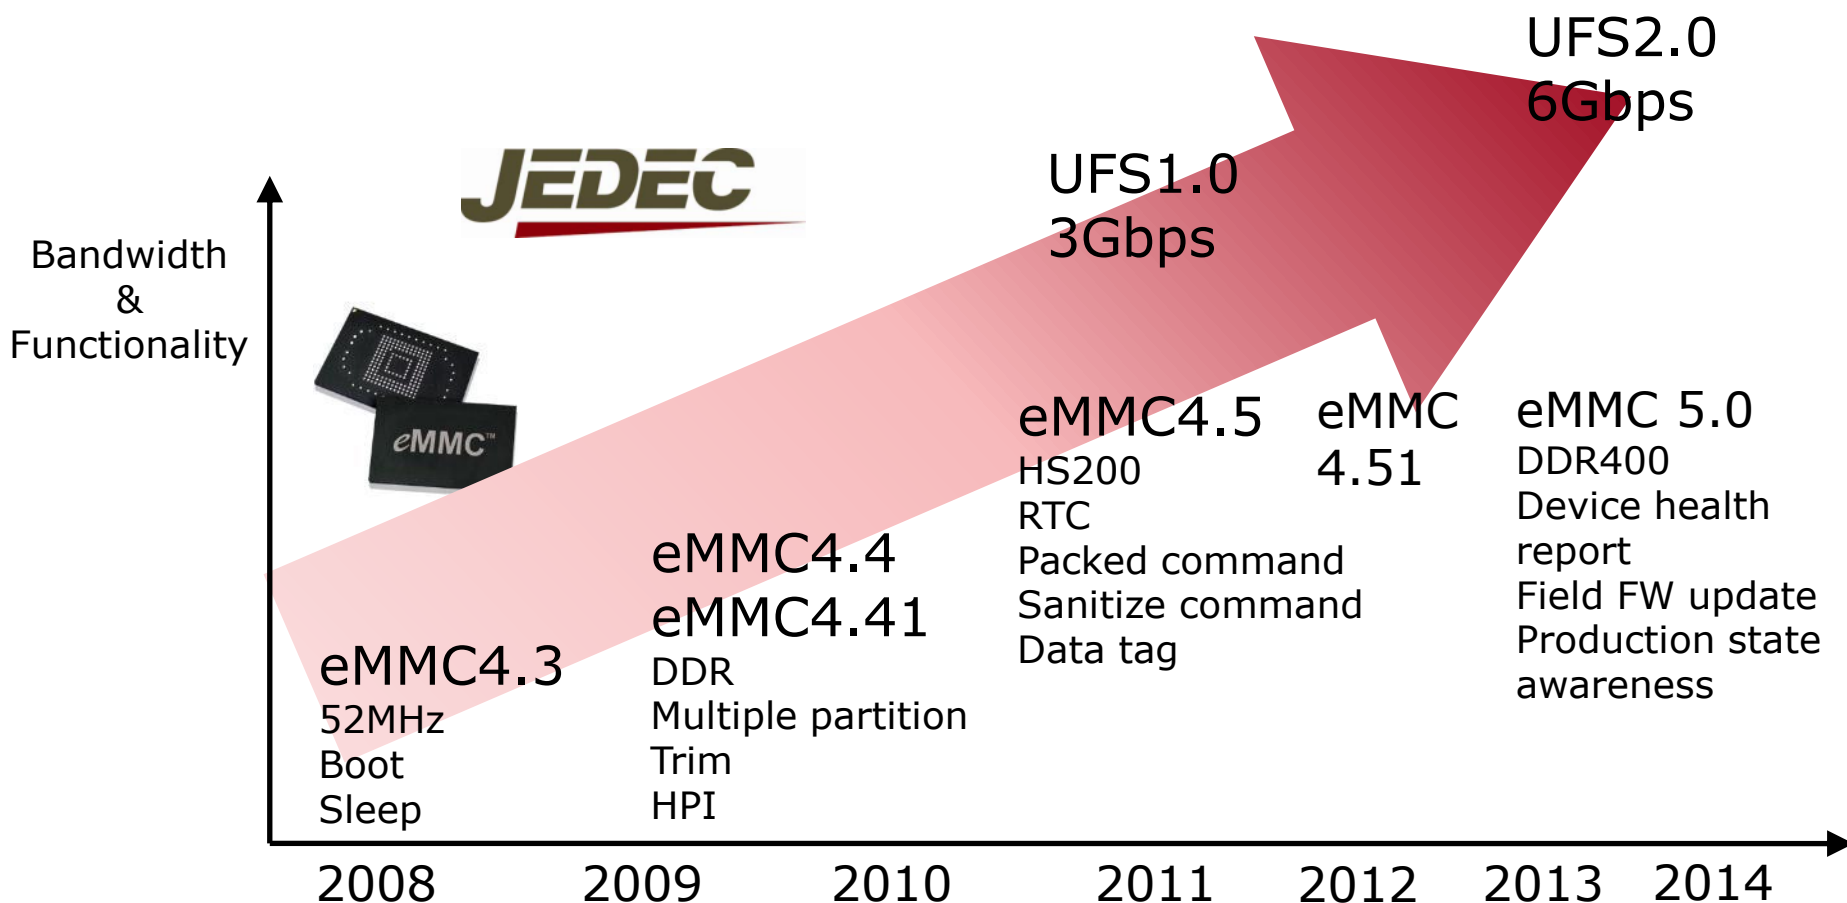 UFS2.0
6Gbps
JEDEC
UFS1.0
3Gbps
Bandwidth
&
Functionality
eMMC™
eMMC4.5
HS200
RTC
Packed command
Sanitize command
Data tag
eMMC
4.51
eMMC 5.0
DDR400
Device health
report
Field FW update
Production state
awareness
eMMC4.4
eMMC4.41
DDR
Multiple partition
Trim
HPI
eMMC4.3
52MHz
Boot
Sleep
2008 2009 2010 2011 2012 2013 2014